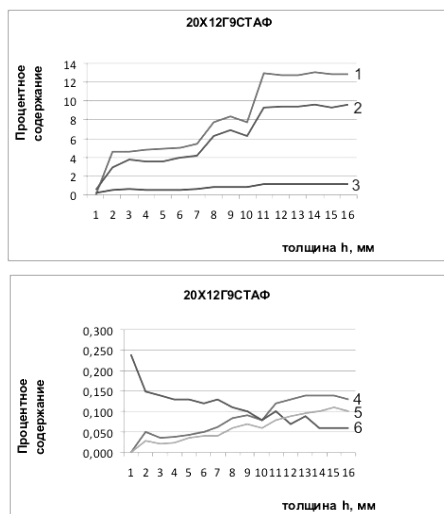 20Х12Г9СТАФ
Процентное
содержание
14
12
10
8
6
4
2
0
1 2 3 4 5 6 7 8 9 10 11 12 13 14 15 16
1
2
3
толщина h, мм
20Х12Г9СТАФ
Процентное
содержание
0,300
0,250
0,200
0,150
0,100
0,050
0,000
1 2 3 4 5 6 7 8 9 10 11 12 13 14 15 16
4
5
6
толщина h, мм